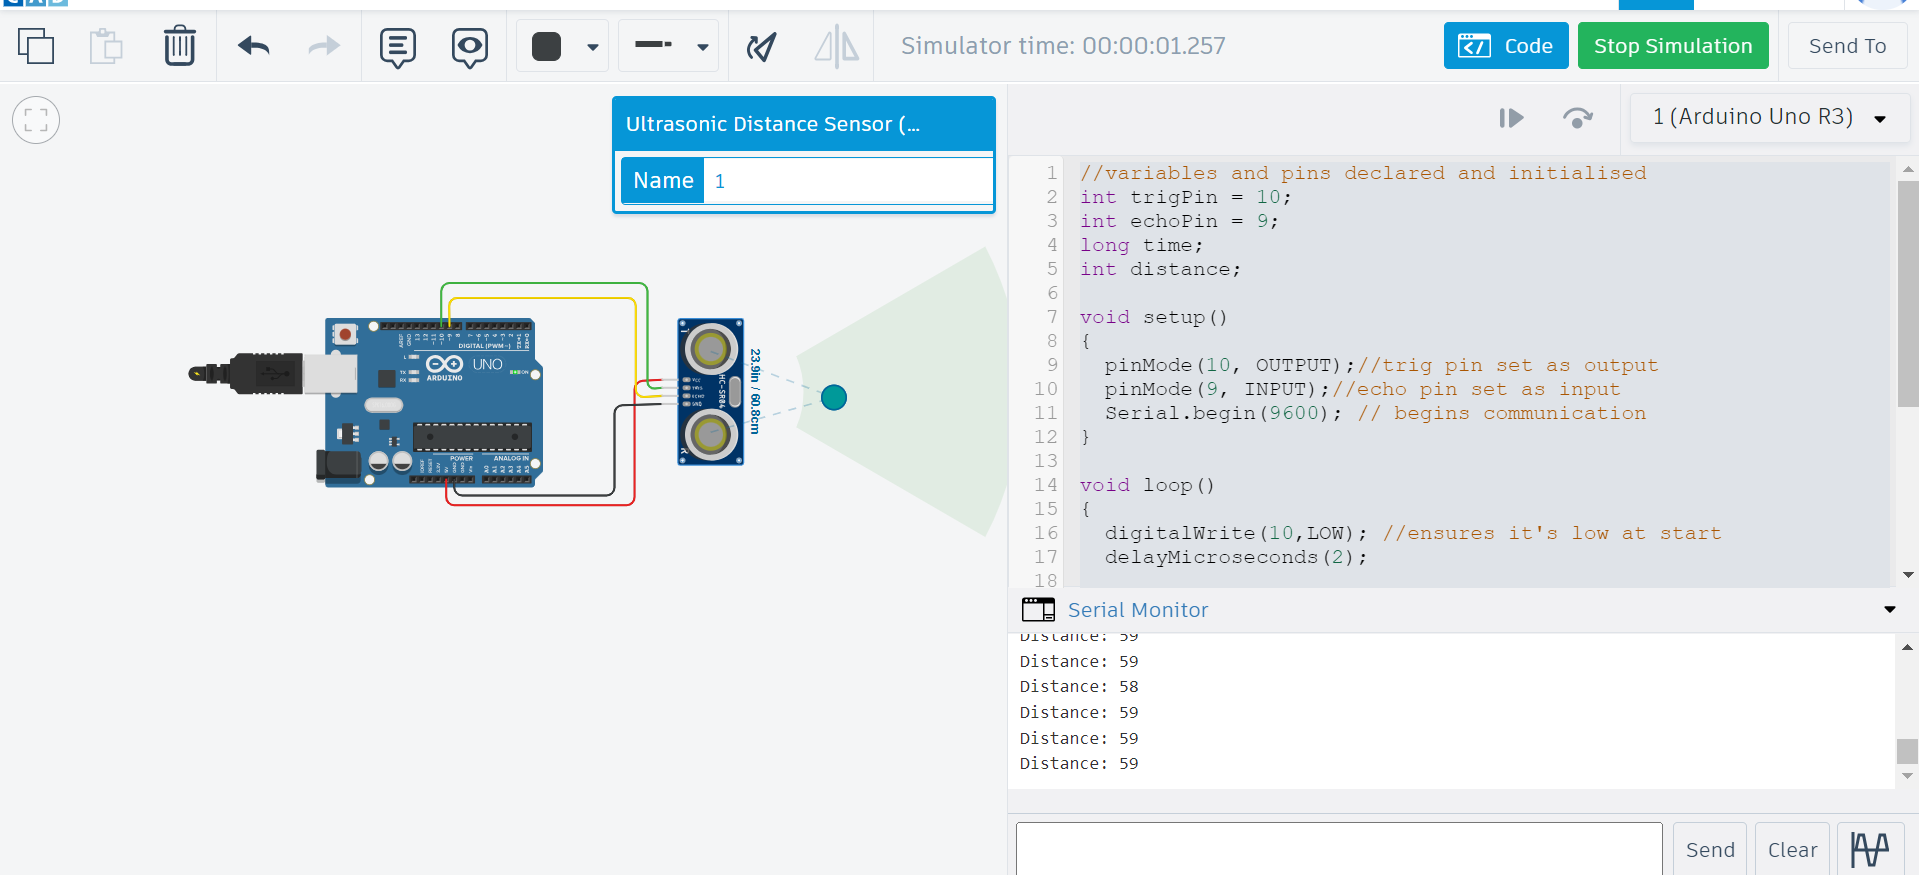 Simulator time: 00:00:01.257
Code
Stop Simulation
Send To
Ultrasonic Distance Sensor (...
Name 1
1 (Arduino Uno R3)
DIGITAL (PWM~)
UNO
ARDUINO
TX
RX
L
ON
POWER
ANALOG IN
VCC
TRIG
ECHO
GND
HC-SR04
T
R
23.9in / 60.8cm
1 //variables and pins declared and initialised
2 int trigPin = 10;
3 int echoPin = 9;
4 long time;
5 int distance;
6
7 void setup()
8 {
9 pinMode(10, OUTPUT);//trig pin set as output
10 pinMode(9, INPUT);//echo pin set as input
11 Serial.begin(9600); // begins communication
12 }
13
14 void loop()
15 {
16 digitalWrite(10,LOW); //ensures it's low at start
17 delayMicroseconds(2);
18
Serial Monitor
Distance: 59
Distance: 59
Distance: 58
Distance: 59
Distance: 59
Distance: 59
Send
Clear